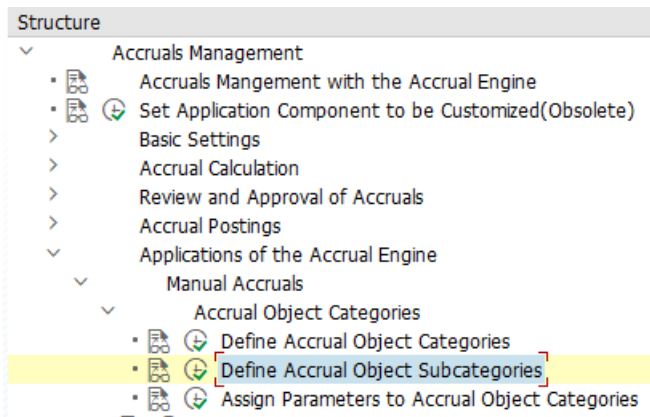 Structure
Accruals Management
Accruals Mangement with the Accrual Engine
Set Application Component to be Customized(Obsolete)
Basic Settings
Accrual Calculation
Review and Approval of Accruals
Accrual Postings
Applications of the Accrual Engine
Manual Accruals
Accrual Object Categories
Define Accrual Object Categories
Define Accrual Object Subcategories
Assign Parameters to Accrual Object Categories